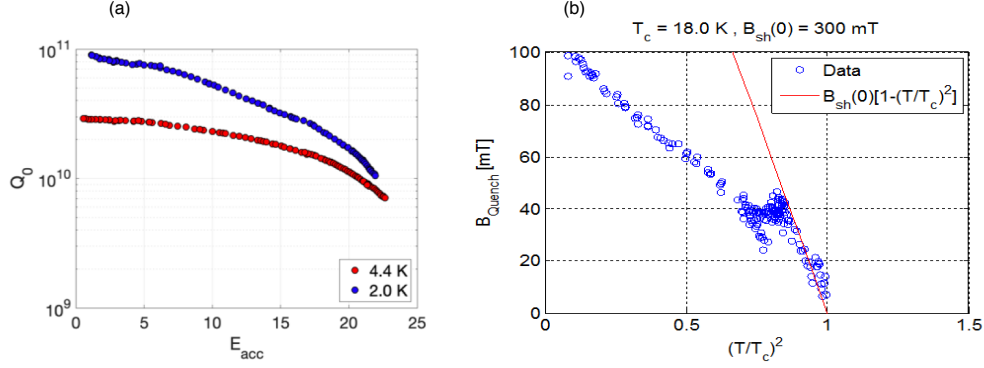 (a)
10^11
10^10
10^9
Q_0
0
5
10
15
20
25
E_acc
4.4 K
2.0 K
(b)
T_c = 18.0 K , B_sh(0) = 300 mT
100
80
60
40
20
0
B_Quench [mT]
0
0.5
1
1.5
(T/T_c)^2
Data
B_sh(0)[1-(T/T_c)^2]